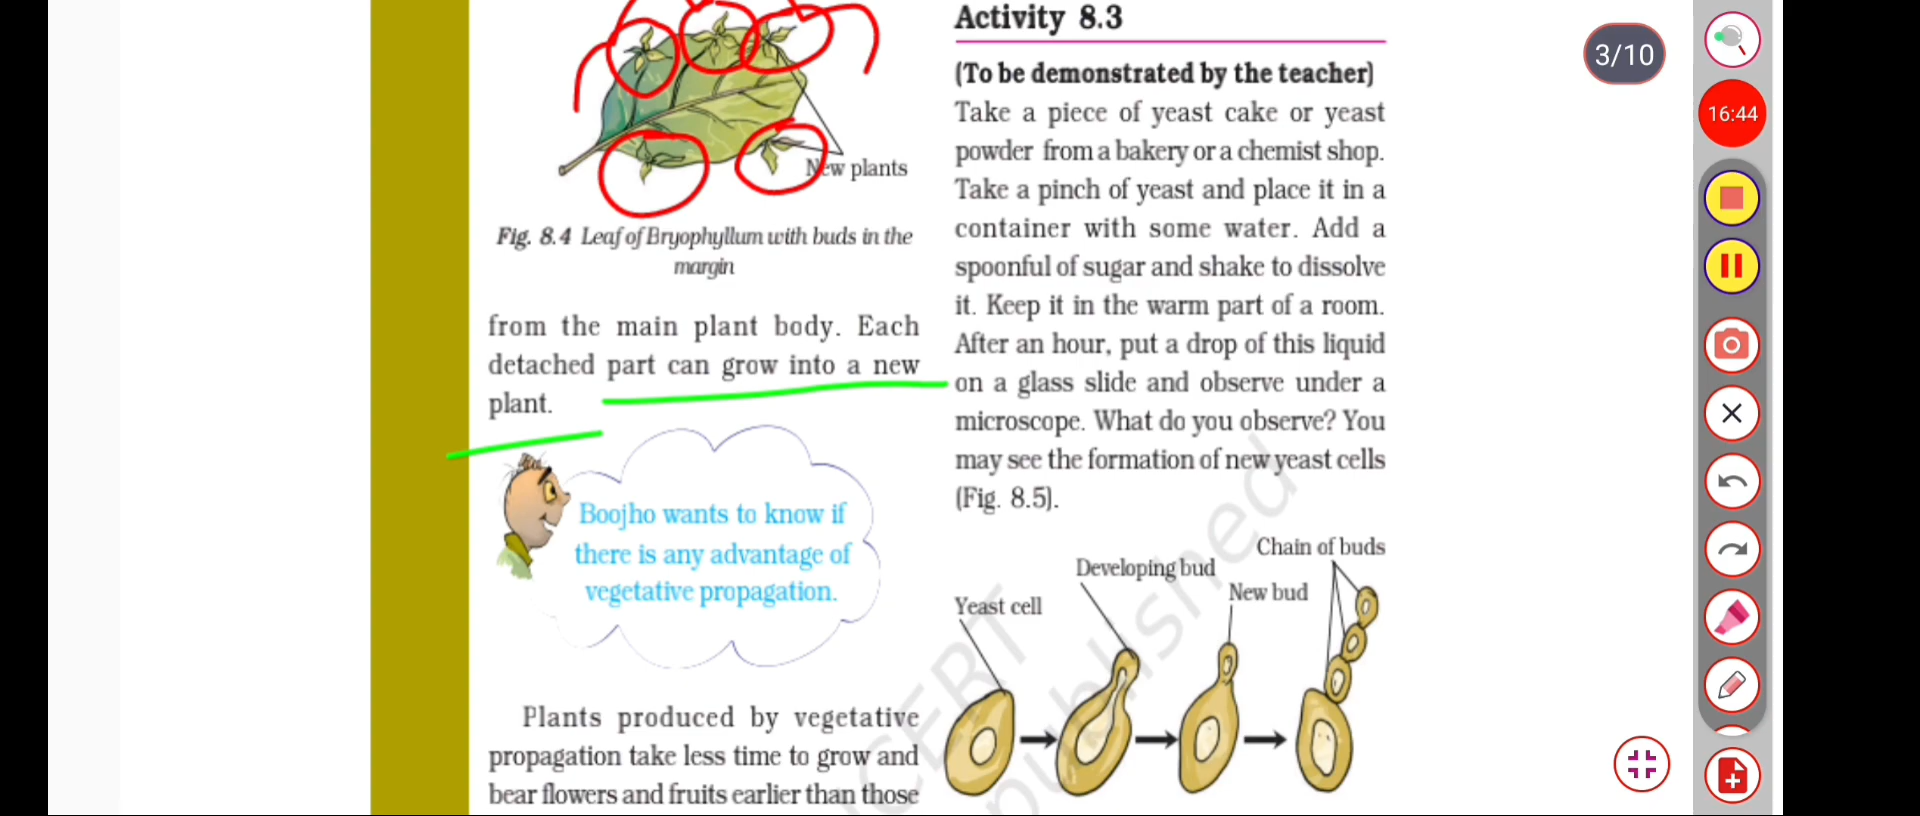 New plants
Fig. 8.4 Leaf of Bryophyllum with buds in the
margin
from the main plant body. Each
detached part can grow into a new
plant.
Boojho wants to know if
there is any advantage of
vegetative propagation.
Plants produced by vegetative
propagation take less time to grow and
bear flowers and fruits earlier than those
Activity 8.3
(To be demonstrated by the teacher)
Take a piece of yeast cake or yeast
powder from a bakery or a chemist shop.
Take a pinch of yeast and place it in a
container with some water. Add a
spoonful of sugar and shake to dissolve
it. Keep it in the warm part of a room.
After an hour, put a drop of this liquid
on a glass slide and observe under a
microscope. What do you observe? You
may see the formation of new yeast cells
(Fig. 8.5).
Chain of buds
Developing bud
New bud
Yeast cell
NCERT
published
3/10
16:44